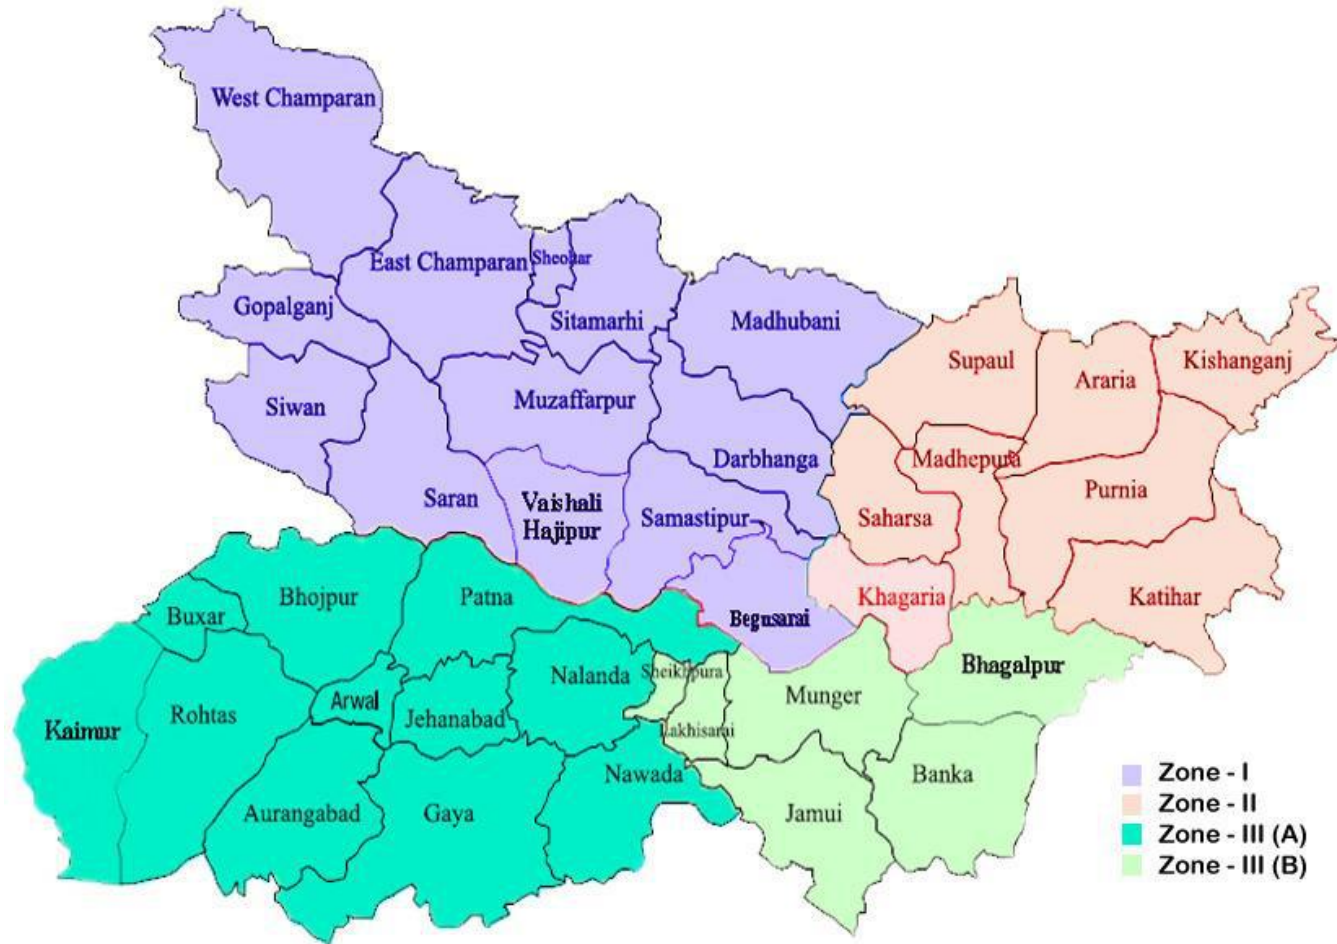 West Champaran
East Champaran
Sheohar
Gopalganj
Sitamarhi
Madhubani
Siwan
Muzaffarpur
Supaul
Araria
Kishanganj
Saran
Vaishali
Hajipur
Darbhanga
Samastipur
Madhepura
Saharsa
Purnia
Begusarai
Khagaria
Katihar
Buxar
Bhojpur
Patna
Kaimur
Rohtas
Arwal
Jehanabad
Nalanda
Sheikhpura
Lakhisarai
Munger
Bhagalpur
Aurangabad
Gaya
Nawada
Jamui
Banka
Zone - I
Zone - II
Zone - III (A)
Zone - III (B)